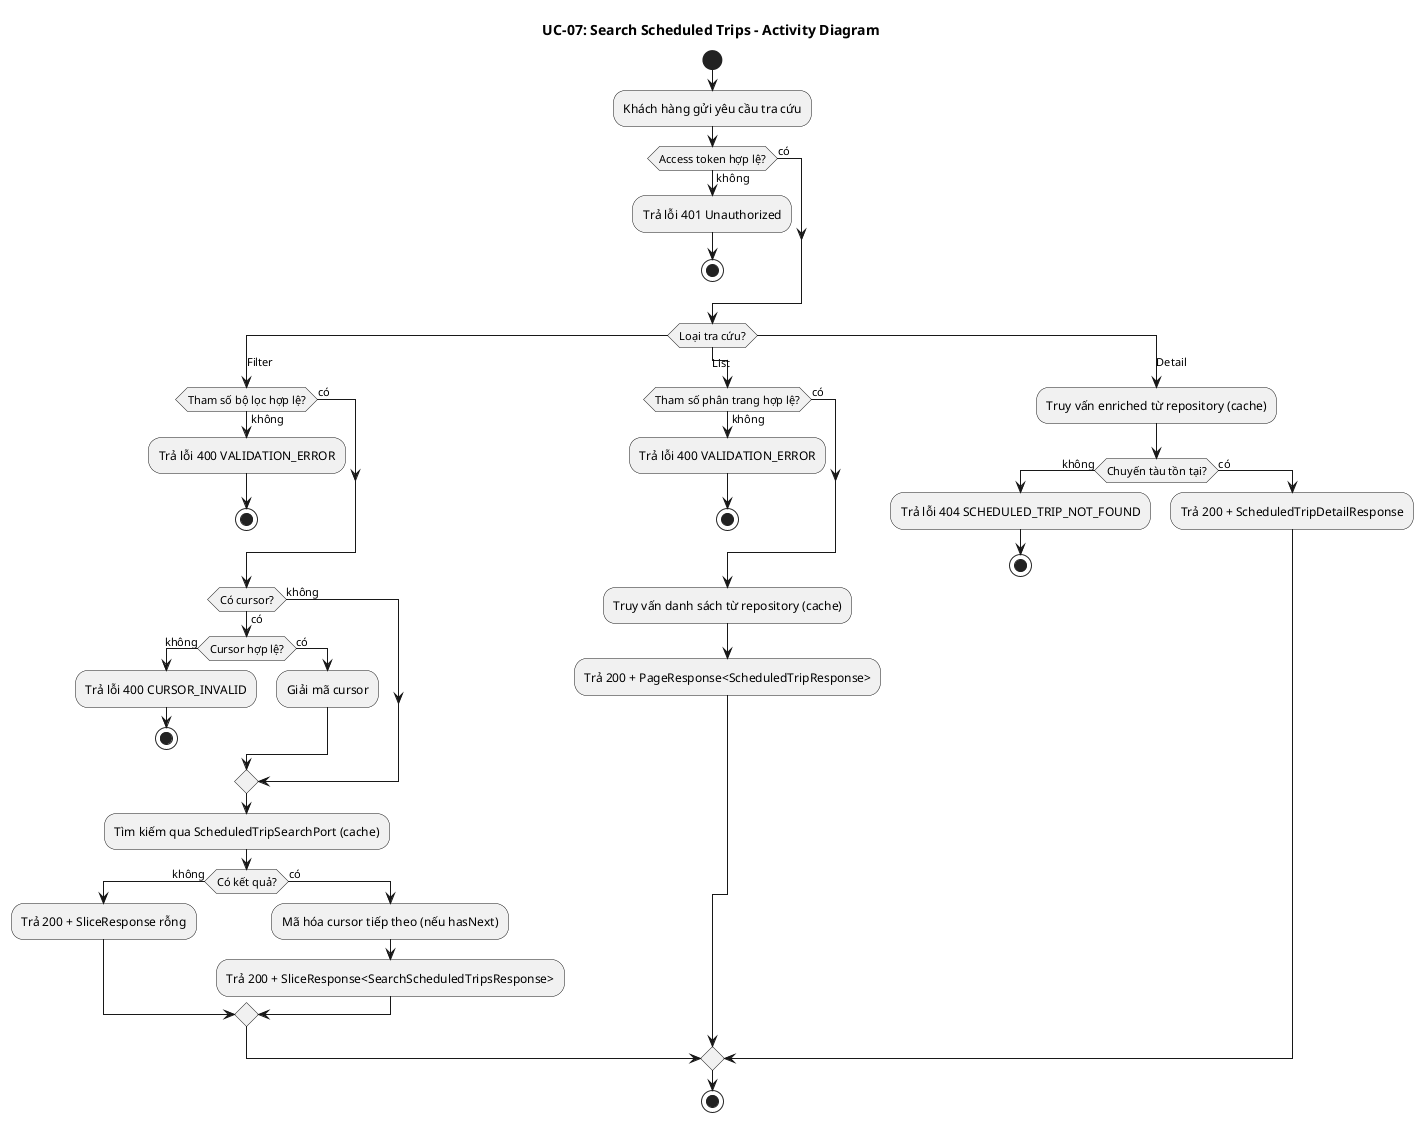 UC-07: Search Scheduled Trips - Activity Diagram
Khách hàng gửi yêu cầu tra cứu
Access token hợp lệ?
có
không
Trả lỗi 401 Unauthorized
Loại tra cứu?
Filter
Tham số bộ lọc hợp lệ?
có
không
Trả lỗi 400 VALIDATION_ERROR
Có cursor?
không
có
Cursor hợp lệ?
không
có
Trả lỗi 400 CURSOR_INVALID
Giải mã cursor
Tìm kiếm qua ScheduledTripSearchPort (cache)
Có kết quả?
không
có
Trả 200 + SliceResponse rỗng
Mã hóa cursor tiếp theo (nếu hasNext)
Trả 200 + SliceResponse<SearchScheduledTripsResponse>
List
Tham số phân trang hợp lệ?
có
không
Trả lỗi 400 VALIDATION_ERROR
Truy vấn danh sách từ repository (cache)
Trả 200 + PageResponse<ScheduledTripResponse>
Detail
Truy vấn enriched từ repository (cache)
Chuyến tàu tồn tại?
không
có
Trả lỗi 404 SCHEDULED_TRIP_NOT_FOUND
Trả 200 + ScheduledTripDetailResponse